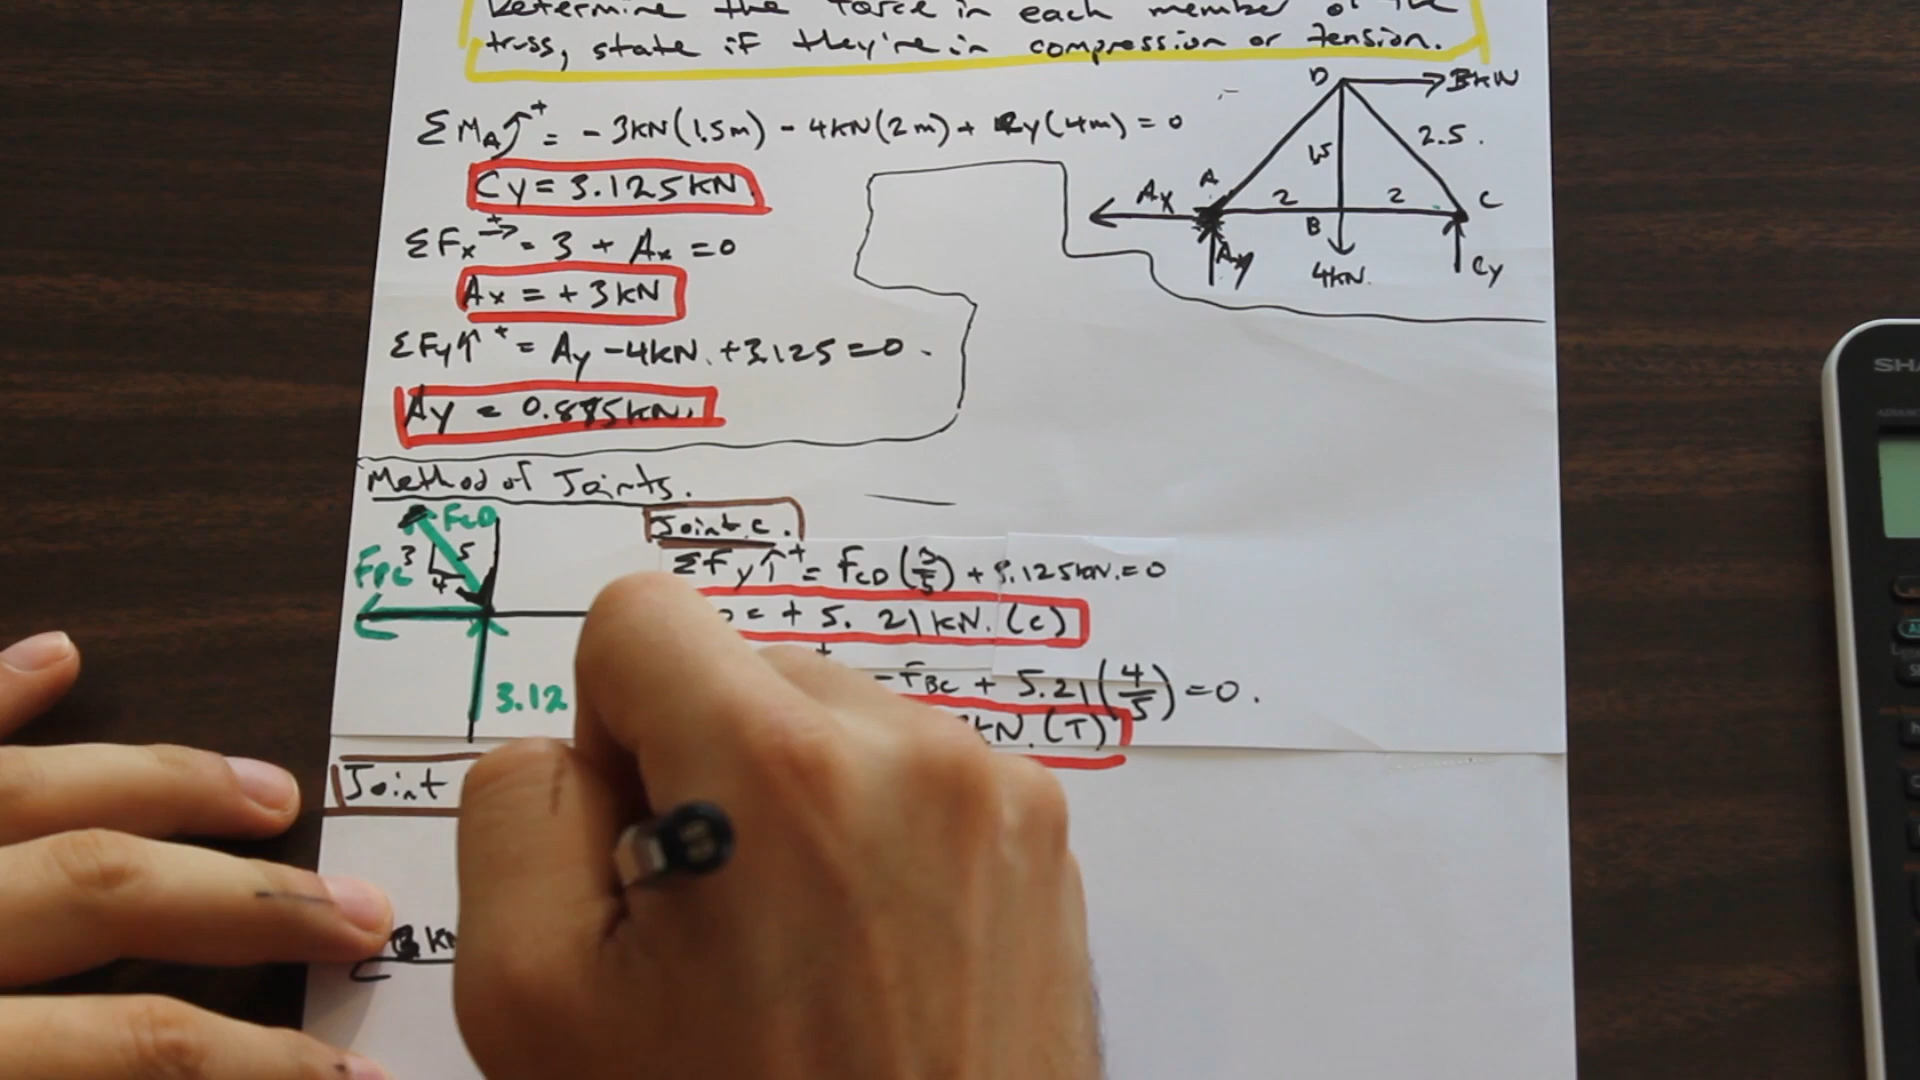 Determine the force in each member of the
truss, state if they're in compression or tension.
ΣMA + = - 3kN(1.5m) - 4kN(2m) + Cy(4m) = 0
Cy = 3.125kN
ΣFx + = 3 + Ax = 0
Ax = + 3kN
ΣFy↑+ = Ay - 4kN. + 3.125 = 0.
Ay = 0.875kN.
D
3kN
2.5.
1.5
Ax
A
2
2
C
B
Ay
4kN.
Cy
Method of Joints.
FCD
3
5
4
FBC
3.12
Joint C.
ΣFy↑+ = FCD (3/5) + 3.125kN. = 0
= + 5.21kN. (C)
+
- FBC + 5.21 (4/5) = 0.
kN. (T)
Joint
3 kN
SHA